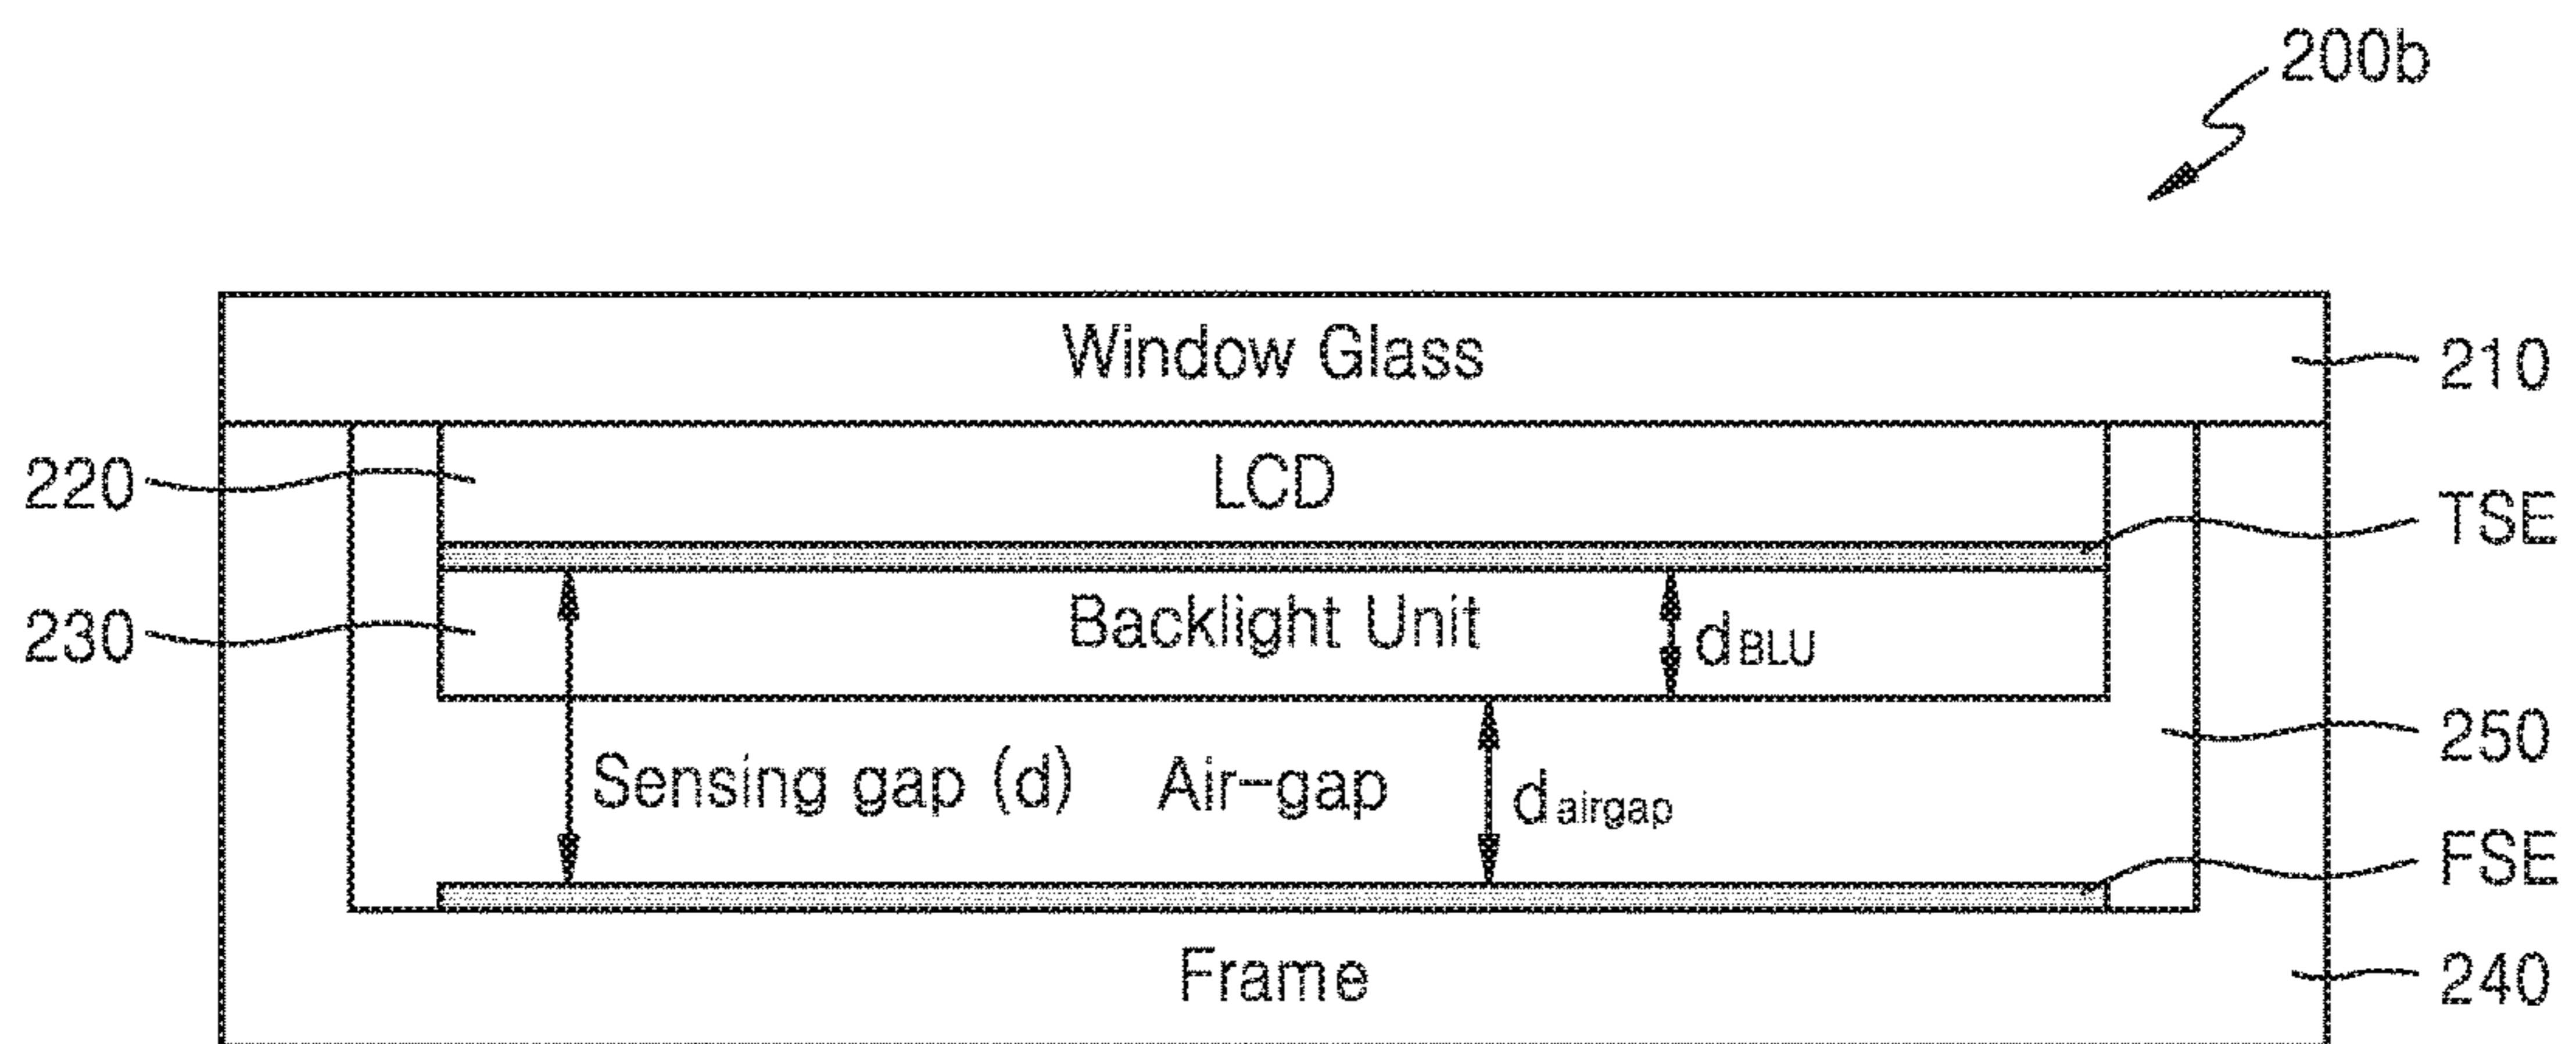 200b
Window Glass
210
220
LCD
TSE
230
Backlight Unit
dBLU
250
Sensing gap (d)
Air-gap
dairgap
FSE
Frame
240